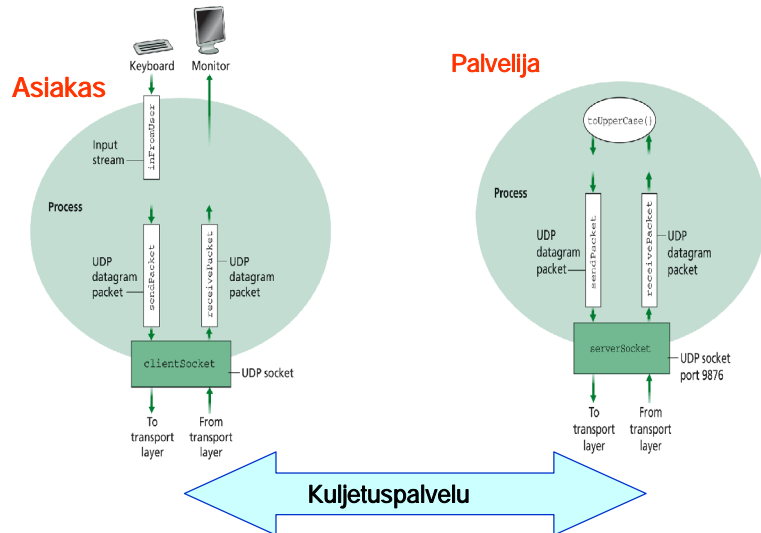 Keyboard
Monitor
Asiakas
inFromUser
Input
stream
Process
UDP
datagram
packet
sendPacket
receivePacket
UDP
datagram
packet
clientSocket
UDP socket
To
transport
layer
From
transport
layer
Palvelija
toUpperCase()
Process
UDP
datagram
packet
sendPacket
receivePacket
UDP
datagram
packet
serverSocket
UDP socket
port 9876
To
transport
layer
From
transport
layer
Kuljetuspalvelu